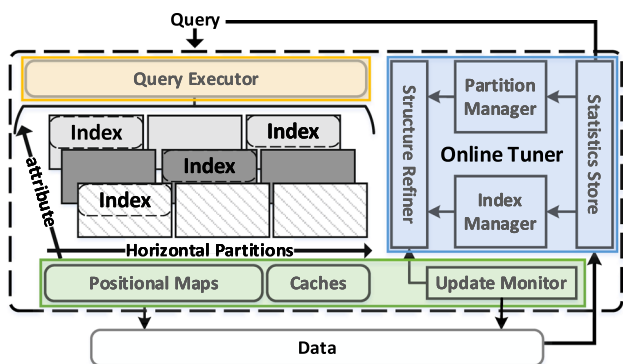 Query
Query Executor
Index
Index
Index
Index
attribute
Horizontal Partitions
Structure Refiner
Partition
Manager
Online Tuner
Index
Manager
Statistics Store
Positional Maps
Caches
Update Monitor
Data